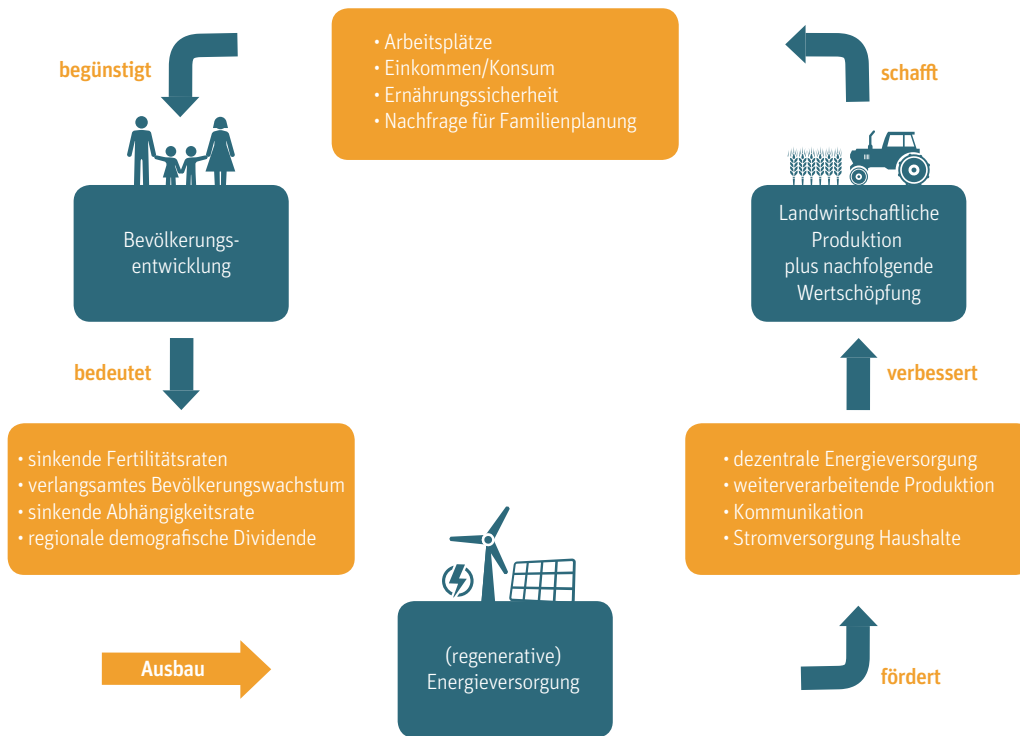 begünstigt
• Arbeitsplätze
• Einkommen/Konsum
• Ernährungssicherheit
• Nachfrage für Familienplanung
schafft
Bevölkerungs-
entwicklung
Landwirtschaftliche
Produktion
plus nachfolgende
Wertschöpfung
bedeutet
verbessert
• sinkende Fertilitätsraten
• verlangsamtes Bevölkerungswachstum
• sinkende Abhängigkeitsrate
• regionale demografische Dividende
• dezentrale Energieversorgung
• weiterverarbeitende Produktion
• Kommunikation
• Stromversorgung Haushalte
Ausbau
(regenerative)
Energieversorgung
fördert